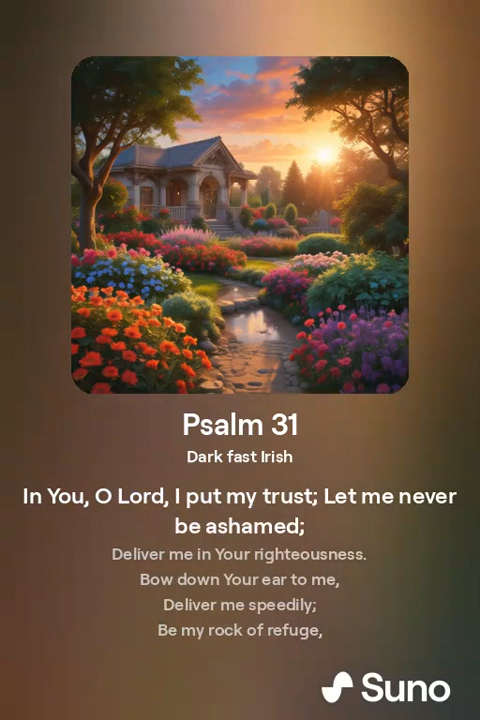 Psalm 31
Dark fast Irish
In You, O Lord, I put my trust; Let me never
be ashamed;
Deliver me in Your righteousness.
Bow down Your ear to me,
Deliver me speedily;
Be my rock of refuge,
Suno